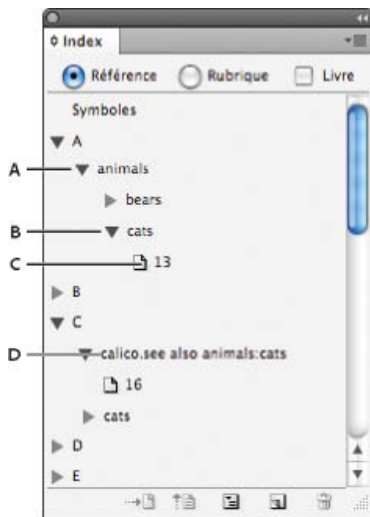 Index
Référence Rubrique Livre
Symboles
A
A animals
bears
B cats
C 13
B
C
D calico.see also animals:cats
16
cats
D
E